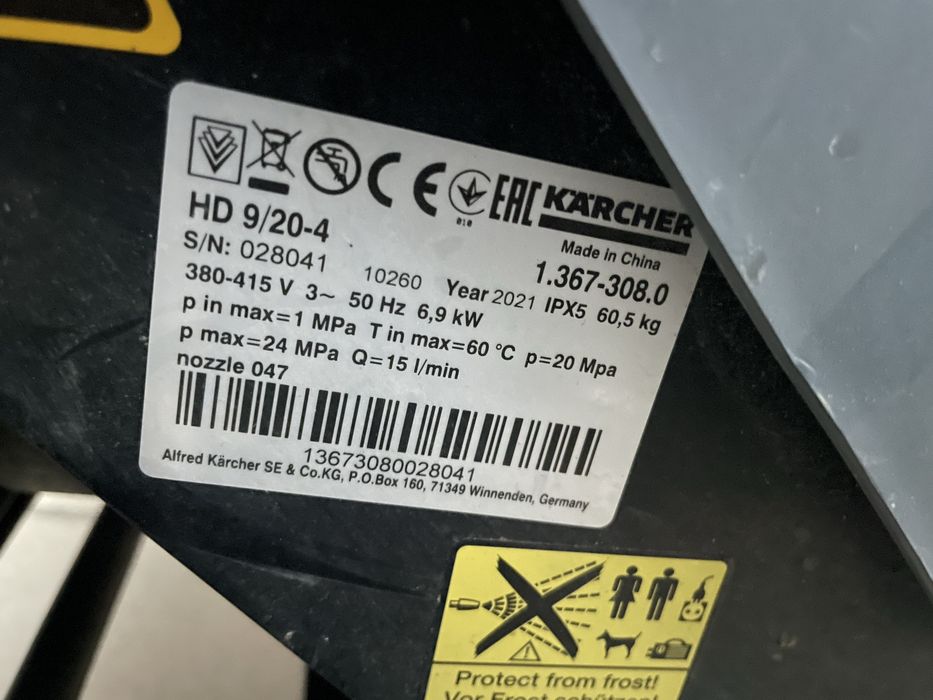 CE EAC KÄRCHER
010
Made in China
HD 9/20-4 1.367-308.0
S/N: 028041 10260 Year 2021 IPX5 60,5 kg
380-415 V 3~ 50 Hz 6,9 kW
p in max=1 MPa T in max=60 °C p=20 Mpa
p max=24 MPa Q=15 l/min
nozzle 047
13673080028041
Alfred Kärcher SE & Co.KG, P.O.Box 160, 71349 Winnenden, Germany
Protect from frost!
Vor Frost schützen!